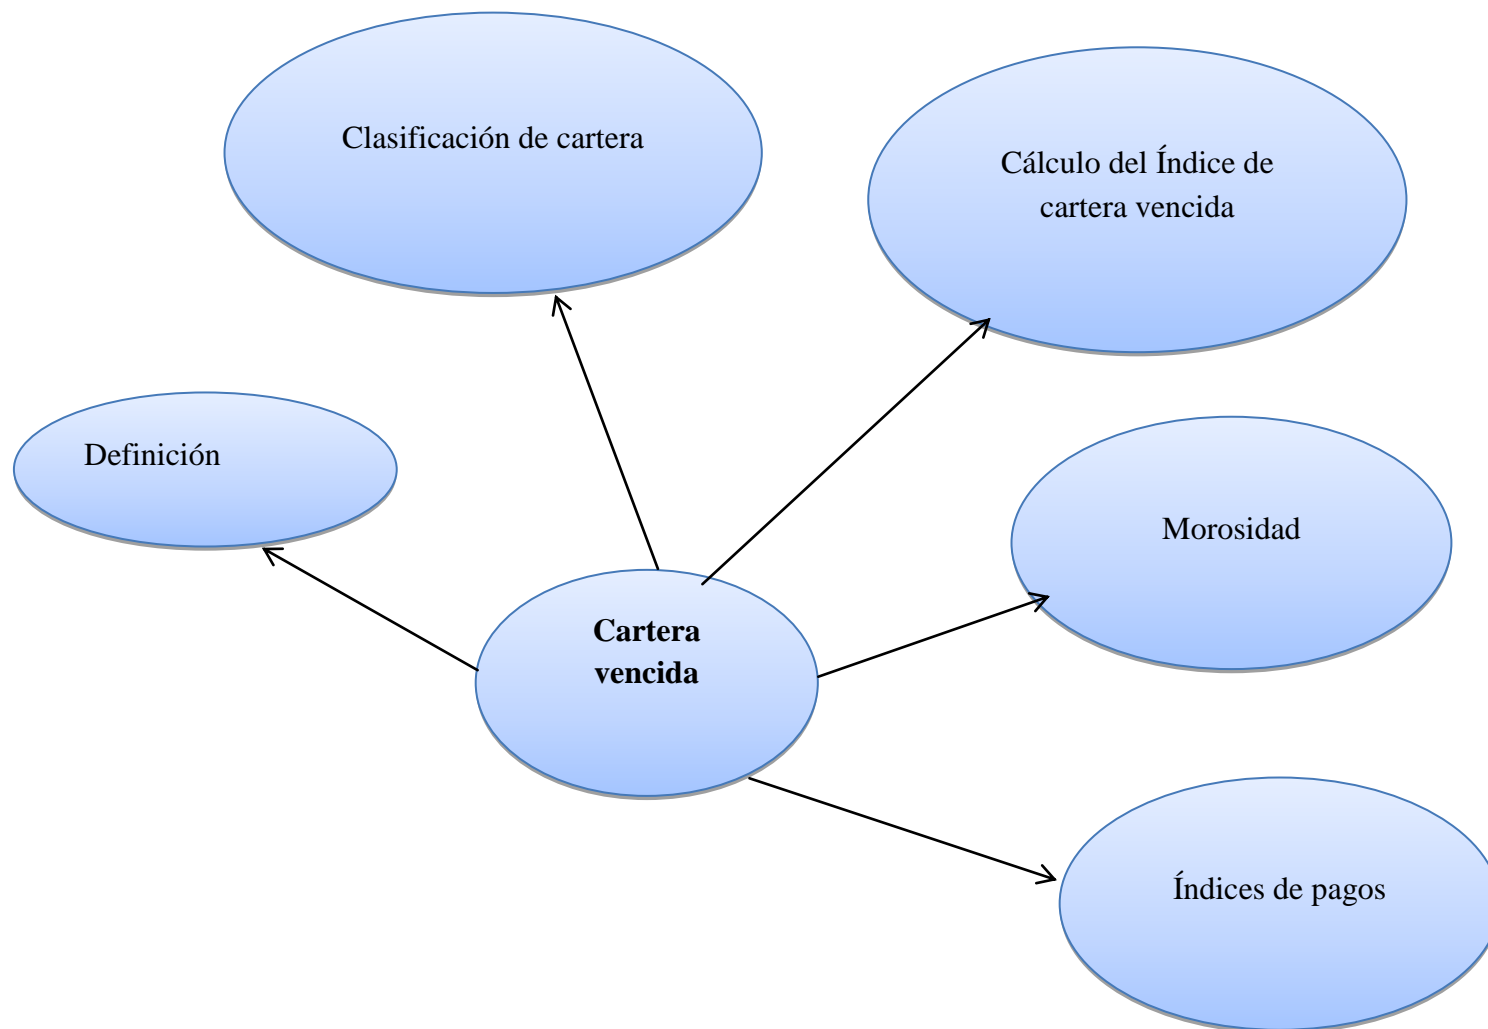 Clasificación de cartera
Cálculo del Índice de
cartera vencida
Definición
Morosidad
Cartera
vencida
Índices de pagos